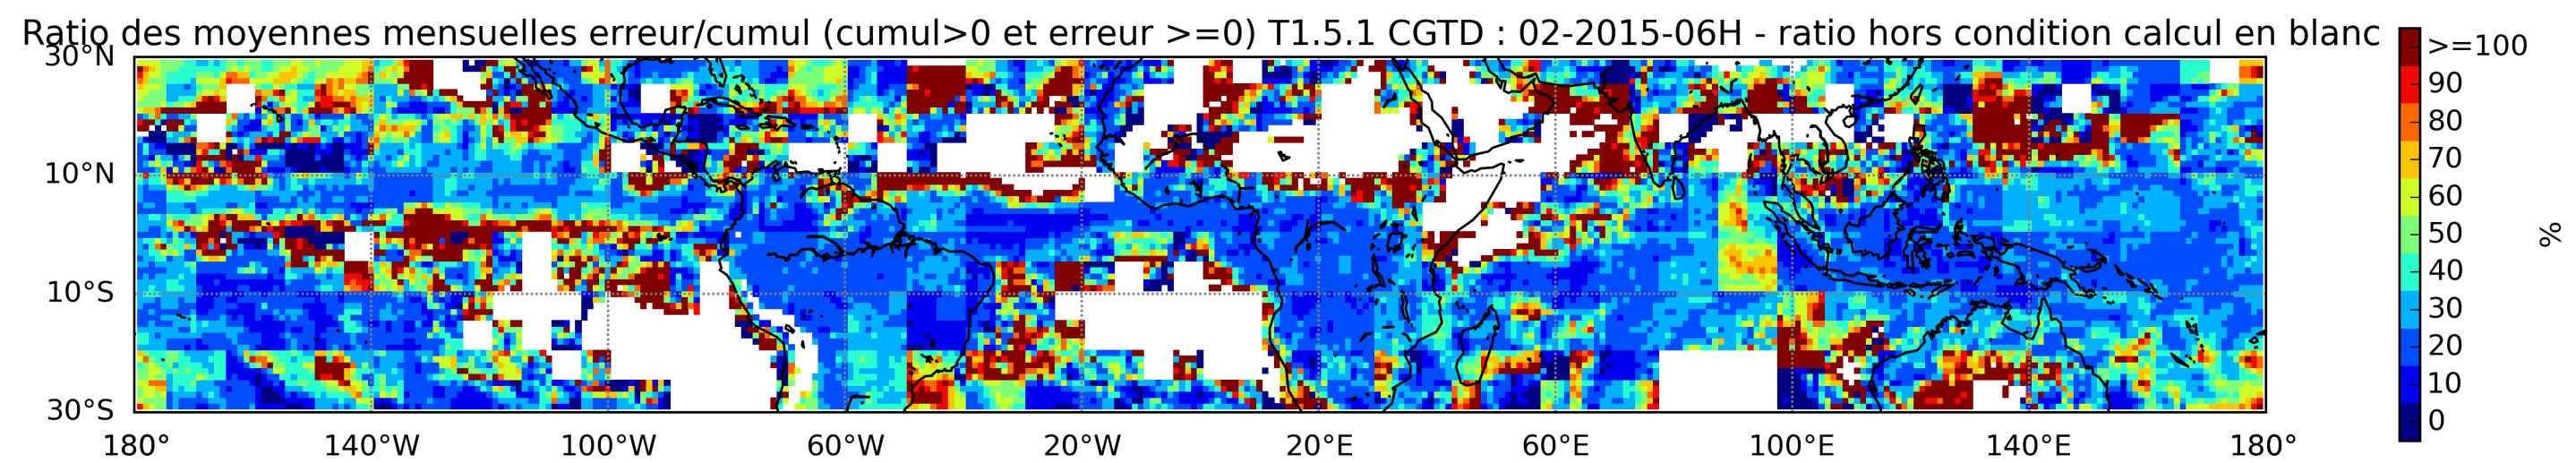 Ratio des moyennes mensuelles erreur/cumul (cumul>0 et erreur >=0) T1.5.1 CGTD : 02-2015-06H - ratio hors condition calcul en blanc
30°N
10°N
10°S
30°S
180° 140°W 100°W 60°W 20°W 20°E 60°E 100°E 140°E 180°
>=100
90
80
70
60
50
40
30
20
10
0
%